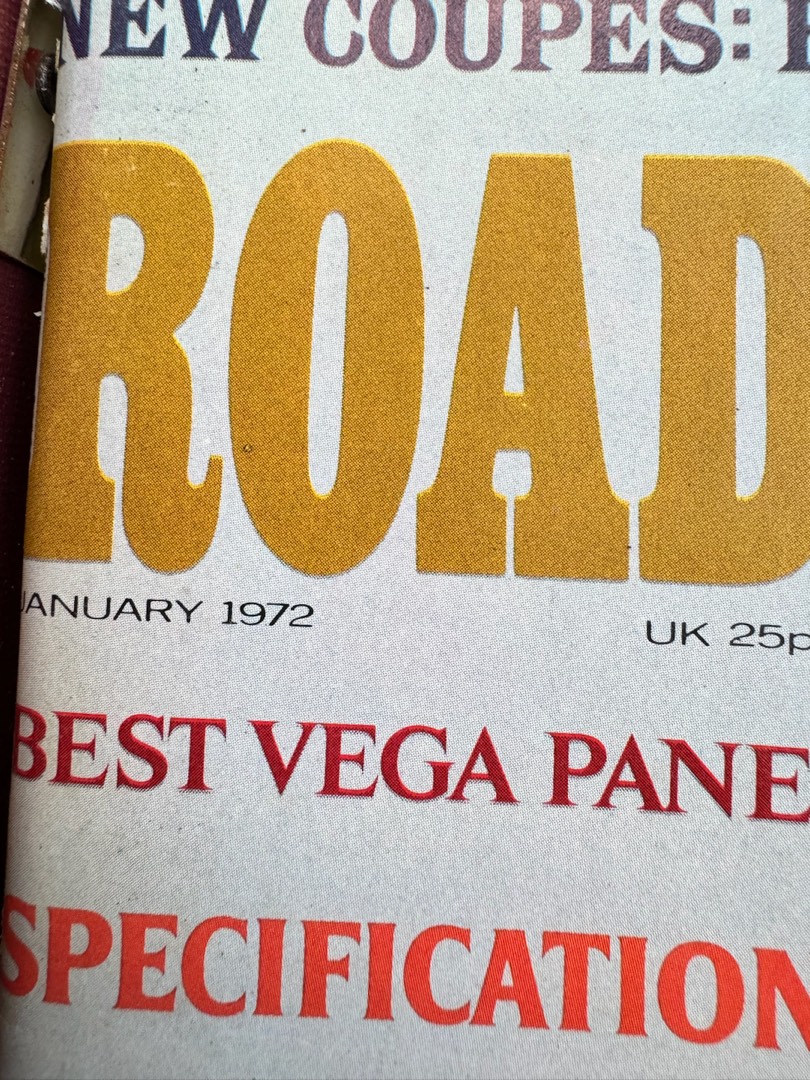 NEW COUPES:
ROAD
JANUARY 1972
UK 25p
BEST VEGA PANE
SPECIFICATION